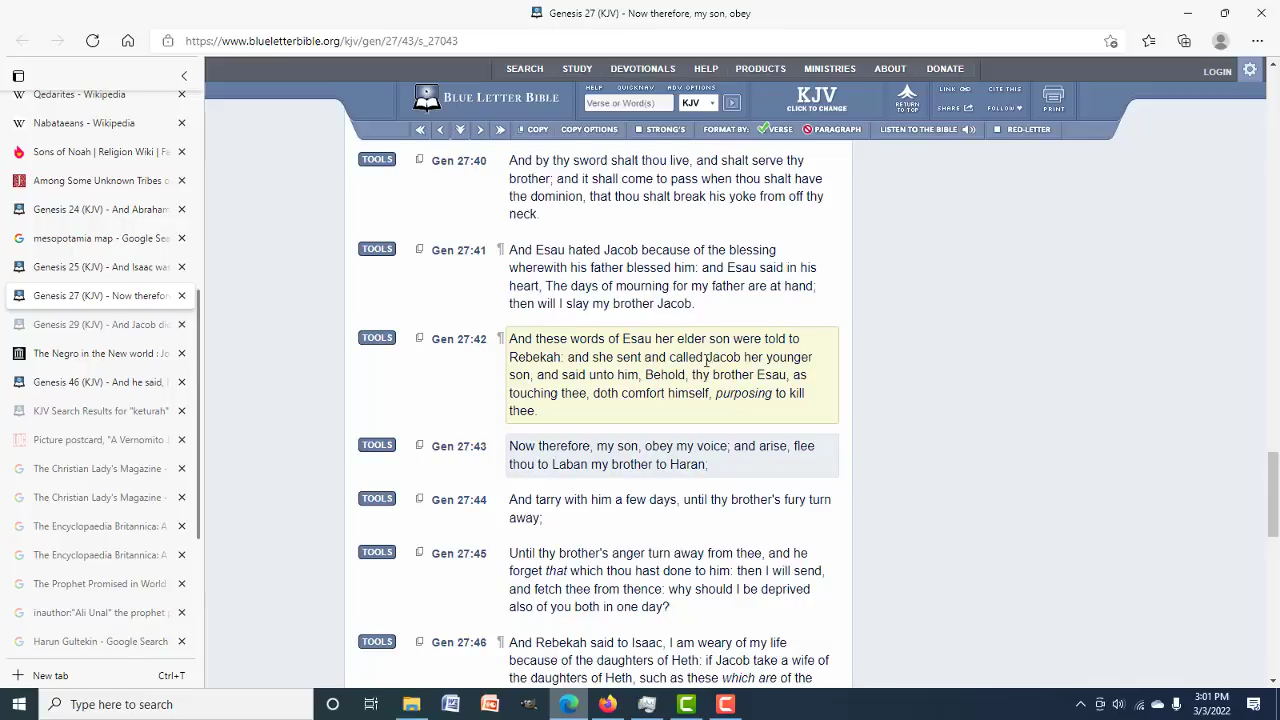 Genesis 27 (KJV) - Now therefore, my son, obey
https://www.blueletterbible.org/kjv/gen/27/43/s_27043
Qedarites - Wikipedia
Nabataeans - Wikipedia
Sons of Noah | Religion Wiki | Fa
Among Some Unknown Tribes o
Genesis 24 (KJV) - And Abraham
mesopotamia map - Google Sea
Genesis 25 (KJV) - And Isaac was
Genesis 27 (KJV) - Now therefor
Genesis 29 (KJV) - And Jacob di
The Negro in the New world : Jo
Genesis 46 (KJV) - And he said, I
KJV Search Results for "keturah"
Picture postcard, "A Vernomito J
The Christian Lady's Magazine -
The Christian Lady's Magazine -
The Encyclopaedia Britannica: A
The Encyclopaedia Britannica: A
The Prophet Promised in World
inauthor:"Ali Unal" the prophet p
Harun Gultekin - Google Search
New tab Ctrl+T
SEARCH STUDY DEVOTIONALS HELP PRODUCTS MINISTRIES ABOUT DONATE
LOGIN
BLUE LETTER BIBLE
HELP QUICKNAV ADV. OPTIONS
Verse or Word(s) KJV
KJV
CLICK TO CHANGE
RETURN
TO TOP
LINK CITE THIS
SHARE FOLLOW
PRINT
COPY COPY OPTIONS STRONG'S FORMAT BY: VERSE PARAGRAPH LISTEN TO THE BIBLE RED-LETTER
TOOLS Gen 27:40 And by thy sword shalt thou live, and shalt serve thy
brother; and it shall come to pass when thou shalt have
the dominion, that thou shalt break his yoke from off thy
neck.
TOOLS Gen 27:41 ¶ And Esau hated Jacob because of the blessing
wherewith his father blessed him: and Esau said in his
heart, The days of mourning for my father are at hand;
then will I slay my brother Jacob.
TOOLS Gen 27:42 ¶ And these words of Esau her elder son were told to
Rebekah: and she sent and called Jacob her younger
son, and said unto him, Behold, thy brother Esau, as
touching thee, doth comfort himself, purposing to kill
thee.
TOOLS Gen 27:43 Now therefore, my son, obey my voice; and arise, flee
thou to Laban my brother to Haran;
TOOLS Gen 27:44 And tarry with him a few days, until thy brother's fury turn
away;
TOOLS Gen 27:45 Until thy brother's anger turn away from thee, and he
forget that which thou hast done to him: then I will send,
and fetch thee from thence: why should I be deprived
also of you both in one day?
TOOLS Gen 27:46 ¶ And Rebekah said to Isaac, I am weary of my life
because of the daughters of Heth: if Jacob take a wife of
the daughters of Heth, such as these which are of the
Type here to search
3:01 PM
3/3/2022